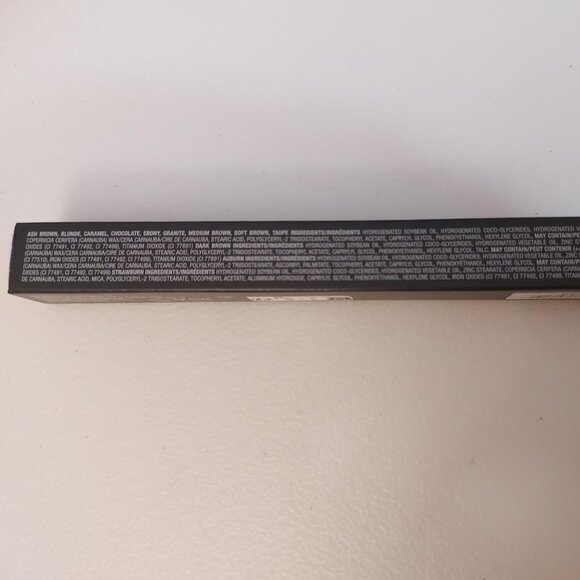 ASH BROWN, BLONDE, CARAMEL, CHOCOLATE, EBONY, GRANITE, MEDIUM BROWN, SOFT BROWN, TAUPE INGREDIENTS/INGRÉDIENTS HYDROGENATED SOYBEAN OIL, HYDROGENATED COCO-GLYCERIDES, HYDROGENATED
COPERNICIA CERIFERA (CARNAUBA) WAX/CERA CARNAUBA/CIRE DE CARNAUBA, STEARIC ACID, POLYGLYCERYL-2 TRIISOSTEARATE, TOCOPHERYL ACETATE, CAPRYLYL GLYCOL, PHENOXYETHANOL, HEXYLENE GLYCOL. MAY CONTAIN/PEUT
OXIDES (CI 77491, CI 77492, CI 77499), TITANIUM DIOXIDE (CI 77891) DARK BROWN INGREDIENTS/INGRÉDIENTS HYDROGENATED SOYBEAN OIL, HYDROGENATED COCO-GLYCERIDES, HYDROGENATED VEGETABLE OIL, ZINC
(CARNAUBA) WAX/CERA CARNAUBA/CIRE DE CARNAUBA, STEARIC ACID, POLYGLYCERYL-2 TRIISOSTEARATE, TOCOPHERYL ACETATE, CAPRYLYL GLYCOL, PHENOXYETHANOL, HEXYLENE GLYCOL, TALC. MAY CONTAIN/PEUT CONTENIR
(CI 77510), IRON OXIDES (CI 77491, CI 77492, CI 77499), AUBURN INGREDIENTS/INGRÉDIENTS HYDROGENATED SOYBEAN OIL, HYDROGENATED COCO-GLYCERIDES, HYDROGENATED VEGETABLE OIL, ZINC
(CARNAUBA) WAX/CERA CARNAUBA/CIRE DE CARNAUBA, STEARIC ACID, POLYGLYCERYL-2 TRIISOSTEARATE, ASCORBYL PALMITATE, TOCOPHERYL ACETATE, CAPRYLYL GLYCOL, PHENOXYETHANOL, HEXYLENE GLYCOL. MAY CONTAIN/PEUT
OXIDES (CI 77491, CI 77492, CI 77499) STRAWBURN INGREDIENTS/INGRÉDIENTS HYDROGENATED SOYBEAN OIL, HYDROGENATED COCO-GLYCERIDES, HYDROGENATED VEGETABLE OIL, ZINC STEARATE, COPERNICIA CERIFERA (CARNAUBA)
DE CARNAUBA, STEARIC ACID, MICA, POLYGLYCERYL-2 TRIISOSTEARATE, TOCOPHERYL ACETATE, ALUMINUM HYDROXIDE, CAPRYLYL GLYCOL, PHENOXYETHANOL, HEXYLENE GLYCOL, IRON OXIDES (CI 77491, CI 77492, CI 77499),